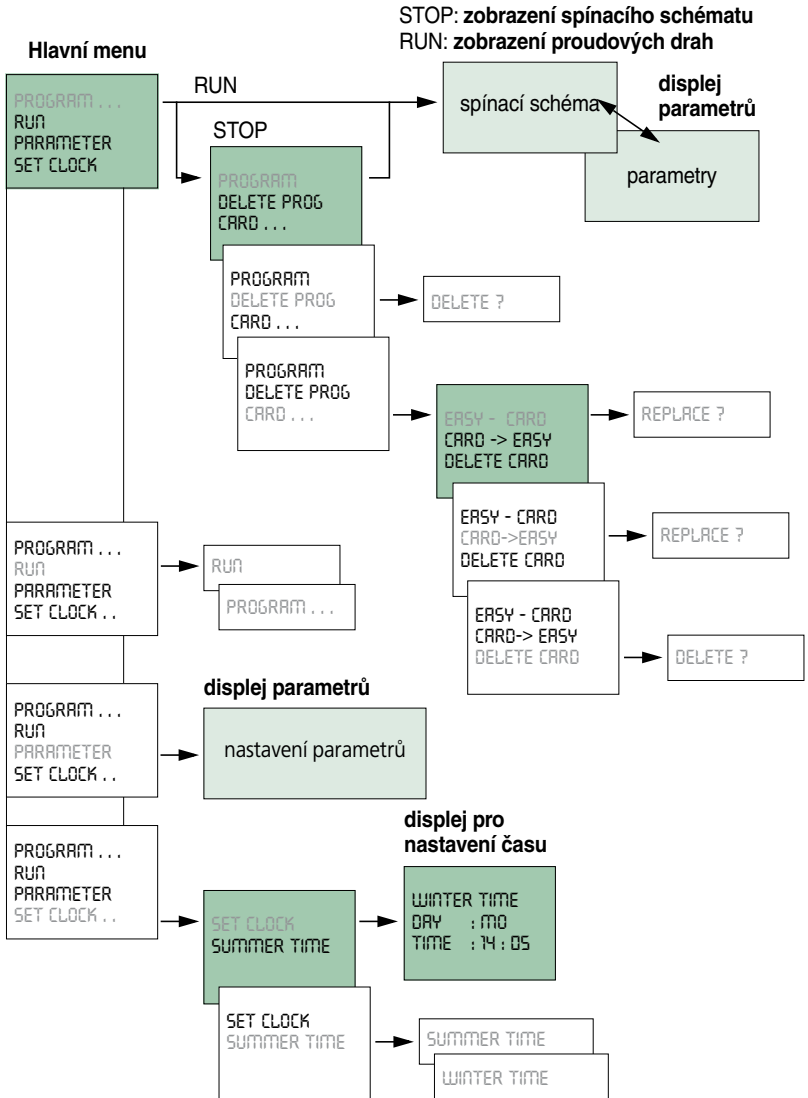 STOP: zobrazení spínacího schématu
RUN: zobrazení proudových drah
Hlavní menu
PROGRAM...
RUN
PARAMETER
SET CLOCK
RUN
STOP
spínací schéma
displej
parametrů
parametry
PROGRAM
DELETE PROG
CARD...
PROGRAM
DELETE PROG
CARD...
DELETE ?
PROGRAM
DELETE PROG
CARD...
EASY - CARD
CARD -> EASY
DELETE CARD
REPLACE ?
EASY - CARD
CARD->EASY
DELETE CARD
REPLACE ?
EASY - CARD
CARD-> EASY
DELETE CARD
DELETE ?
PROGRAM...
RUN
PARAMETER
SET CLOCK..
RUN
PROGRAM...
displej parametrů
PROGRAM...
RUN
PARAMETER
SET CLOCK..
nastavení parametrů
displej pro
nastavení času
PROGRAM...
RUN
PARAMETER
SET CLOCK..
SET CLOCK
SUMMER TIME
WINTER TIME
DAY : MO
TIME : 14 : 05
SET CLOCK
SUMMER TIME
SUMMER TIME
WINTER TIME